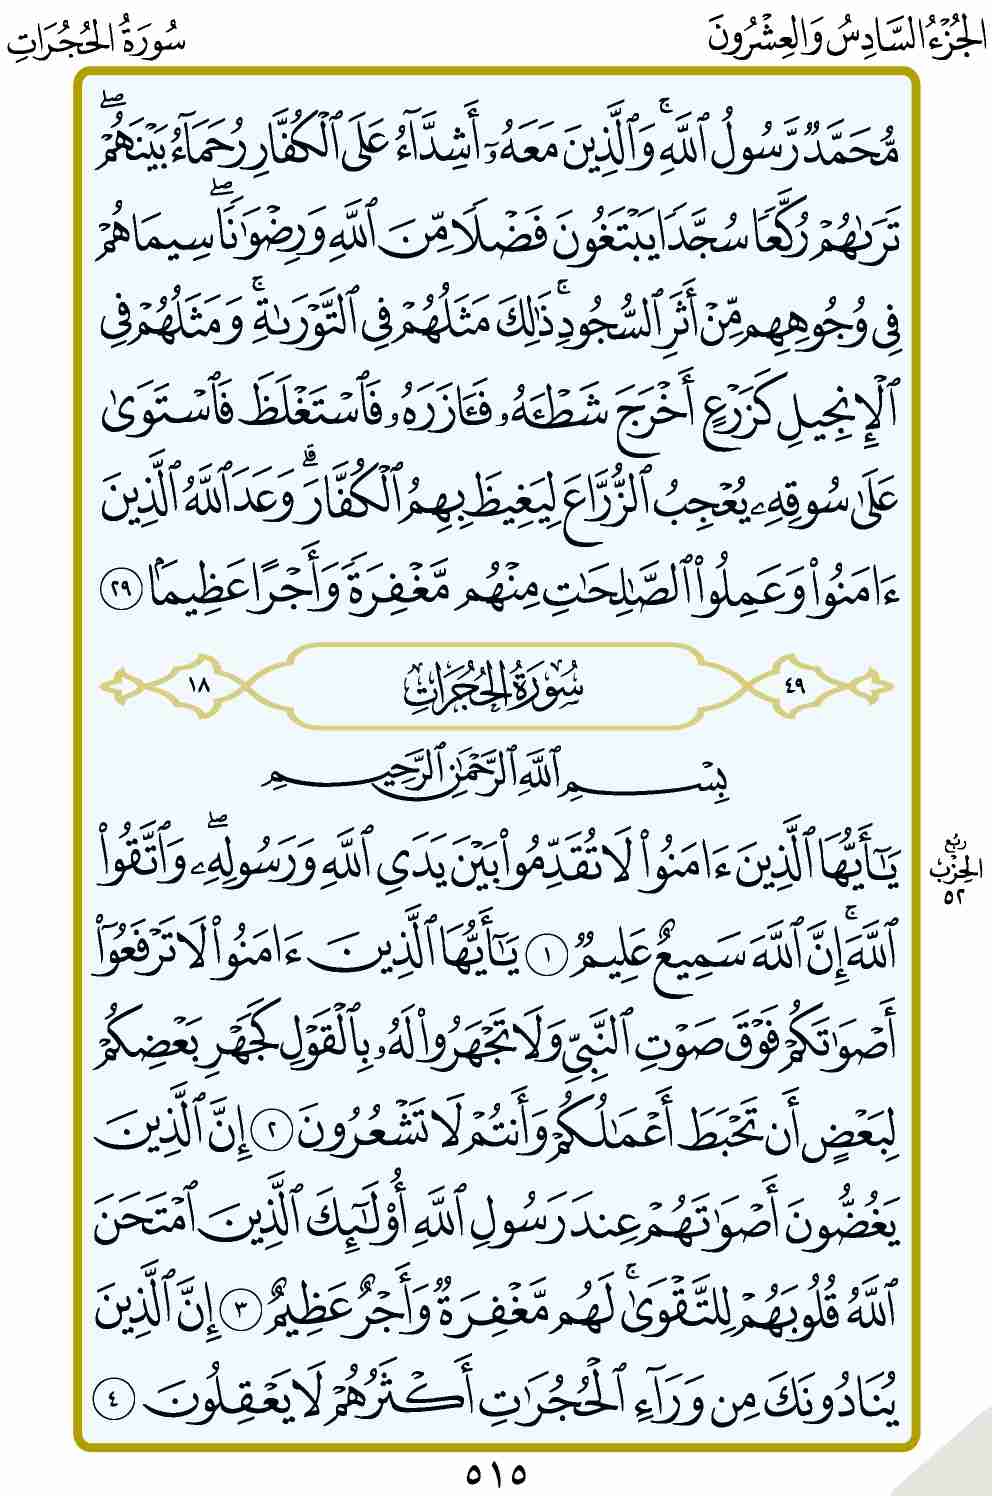 الجُزْءُ السَّادِسُ وَالعِشْرُونَ
سُورَةُ الحُجُرَاتِ
مُّحَمَّدٌ رَّسُولُ ٱللَّهِۚ وَٱلَّذِينَ مَعَهُۥٓ أَشِدَّآءُ عَلَى ٱلْكُفَّارِ رُحَمَآءُ بَيْنَهُمْۖ
تَرَىٰهُمْ رُكَّعًا سُجَّدًا يَبْتَغُونَ فَضْلًا مِّنَ ٱللَّهِ وَرِضْوَٰنًاۖ سِيمَاهُمْ
فِى وُجُوهِهِم مِّنْ أَثَرِ ٱلسُّجُودِۚ ذَٰلِكَ مَثَلُهُمْ فِى ٱلتَّوْرَىٰةِۚ وَمَثَلُهُمْ فِى
ٱلْإِنجِيلِ كَزَرْعٍ أَخْرَجَ شَطْـَٔهُۥ فَـَٔازَرَهُۥ فَٱسْتَغْلَظَ فَٱسْتَوَىٰ
عَلَىٰ سُوقِهِۦ يُعْجِبُ ٱلزُّرَّاعَ لِيَغِيظَ بِهِمُ ٱلْكُفَّارَۗ وَعَدَ ٱللَّهُ ٱلَّذِينَ
ءَامَنُوا۟ وَعَمِلُوا۟ ٱلصَّٰلِحَٰتِ مِنْهُم مَّغْفِرَةً وَأَجْرًا عَظِيمًۢا ٢٩
٤٩ سُورَةُ الحُجُرَاتِ ١٨
بِسْمِ ٱللَّهِ ٱلرَّحْمَٰنِ ٱلرَّحِيمِ
يَٰٓأَيُّهَا ٱلَّذِينَ ءَامَنُوا۟ لَا تُقَدِّمُوا۟ بَيْنَ يَدَىِ ٱللَّهِ وَرَسُولِهِۦۖ وَٱتَّقُوا۟
ٱللَّهَۚ إِنَّ ٱللَّهَ سَمِيعٌ عَلِيمٌ ١ يَٰٓأَيُّهَا ٱلَّذِينَ ءَامَنُوا۟ لَا تَرْفَعُوٓا۟
أَصْوَٰتَكُمْ فَوْقَ صَوْتِ ٱلنَّبِىِّ وَلَا تَجْهَرُوا۟ لَهُۥ بِٱلْقَوْلِ كَجَهْرِ بَعْضِكُمْ
لِبَعْضٍ أَن تَحْبَطَ أَعْمَٰلُكُمْ وَأَنتُمْ لَا تَشْعُرُونَ ٢ إِنَّ ٱلَّذِينَ
يَغُضُّونَ أَصْوَٰتَهُمْ عِندَ رَسُولِ ٱللَّهِ أُو۟لَٰٓئِكَ ٱلَّذِينَ ٱمْتَحَنَ
ٱللَّهُ قُلُوبَهُمْ لِلتَّقْوَىٰۚ لَهُم مَّغْفِرَةٌ وَأَجْرٌ عَظِيمٌ ٣ إِنَّ ٱلَّذِينَ
يُنَادُونَكَ مِن وَرَآءِ ٱلْحُجُرَٰتِ أَكْثَرُهُمْ لَا يَعْقِلُونَ ٤
رُبُعُ
الحِزْبِ
٥٢
٥١٥